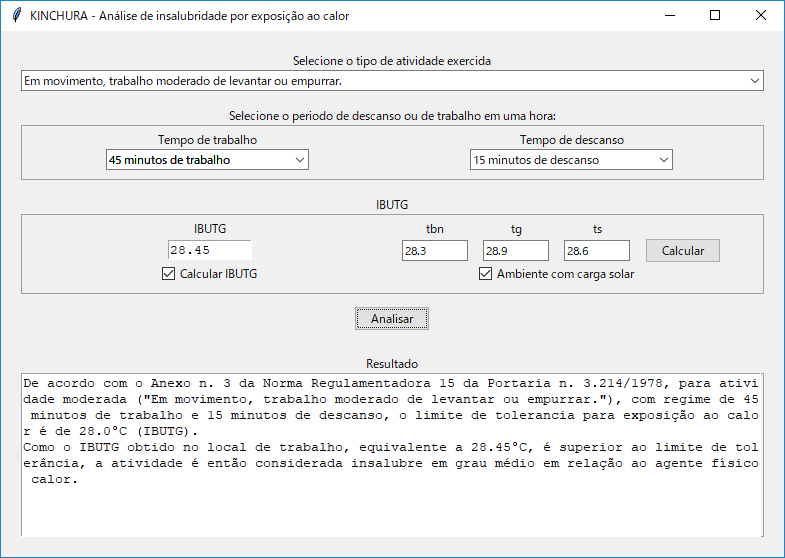 KINCHURA - Análise de insalubridade por exposição ao calor
Selecione o tipo de atividade exercida
Em movimento, trabalho moderado de levantar ou empurrar.
Selecione o periodo de descanso ou de trabalho em uma hora:
Tempo de trabalho
Tempo de descanso
45 minutos de trabalho
15 minutos de descanso
IBUTG
IBUTG
tbn
tg
ts
28.45
28.3
28.9
28.6
Calcular
Calcular IBUTG
Ambiente com carga solar
Analisar
Resultado
De acordo com o Anexo n. 3 da Norma Regulamentadora 15 da Portaria n. 3.214/1978, para ativi
dade moderada ("Em movimento, trabalho moderado de levantar ou empurrar."), com regime de 45
minutos de trabalho e 15 minutos de descanso, o limite de tolerancia para exposição ao calo
r é de 28.0°C (IBUTG).
Como o IBUTG obtido no local de trabalho, equivalente a 28.45°C, é superior ao limite de tol
erância, a atividade é então considerada insalubre em grau médio em relação ao agente físico
calor.